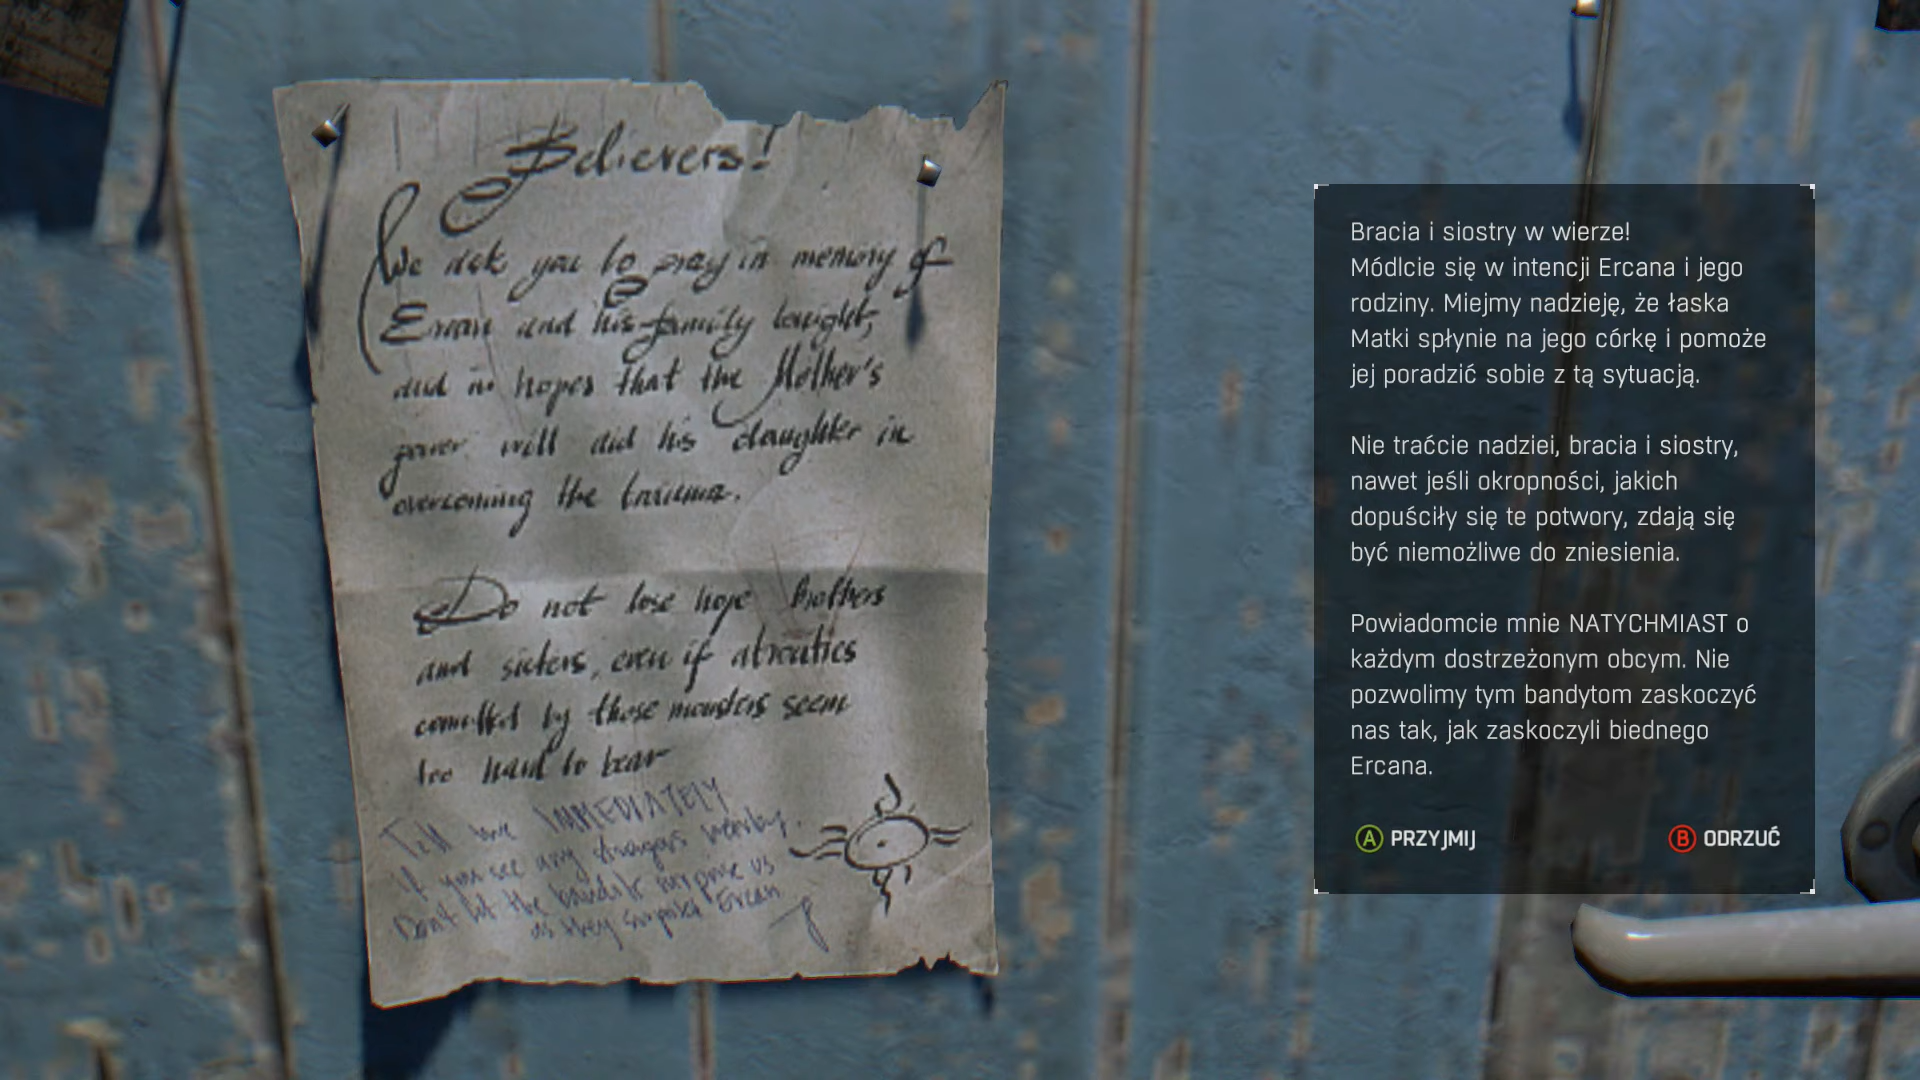 Believers!
We ask you to pray in memory of
Ercan and his family tonight,
and in hopes that the Mother's
power will aid his daughter in
overcoming the trauma.
Do not lose hope brothers
and sisters, even if atrocities
comitted by those monsters seem
too hard to bear
Tell me IMMEDIATELY
if you see any strangers nearby.
Don't let the bandits surprise us
as they surprised Ercan
Bracia i siostry w wierze!
Módlcie się w intencji Ercana i jego
rodziny. Miejmy nadzieję, że łaska
Matki spłynie na jego córkę i pomoże
jej poradzić sobie z tą sytuacją.
Nie traćcie nadziei, bracia i siostry,
nawet jeśli okropności, jakich
dopuściły się te potwory, zdają się
być niemożliwe do zniesienia.
Powiadomcie mnie NATYCHMIAST o
każdym dostrzeżonym obcym. Nie
pozwolimy tym bandytom zaskoczyć
nas tak, jak zaskoczyli biednego
Ercana.
A PRZYJMIJ
B ODRZUĆ